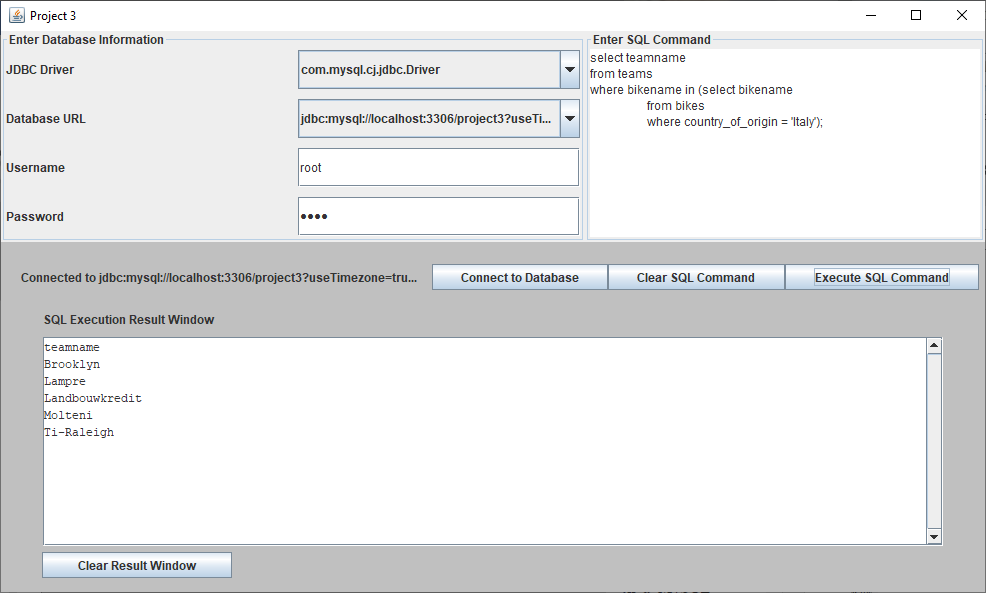 Project 3
Enter Database Information
JDBC Driver
com.mysql.cj.jdbc.Driver
Database URL
jdbc:mysql://localhost:3306/project3?useTi...
Username
root
Password
••••
Enter SQL Command
select teamname
from teams
where bikename in (select bikename
from bikes
where country_of_origin = 'Italy');
Connected to jdbc:mysql://localhost:3306/project3?useTimezone=tru...
Connect to Database
Clear SQL Command
Execute SQL Command
SQL Execution Result Window
teamname
Brooklyn
Lampre
Landbouwkredit
Molteni
Ti-Raleigh
Clear Result Window